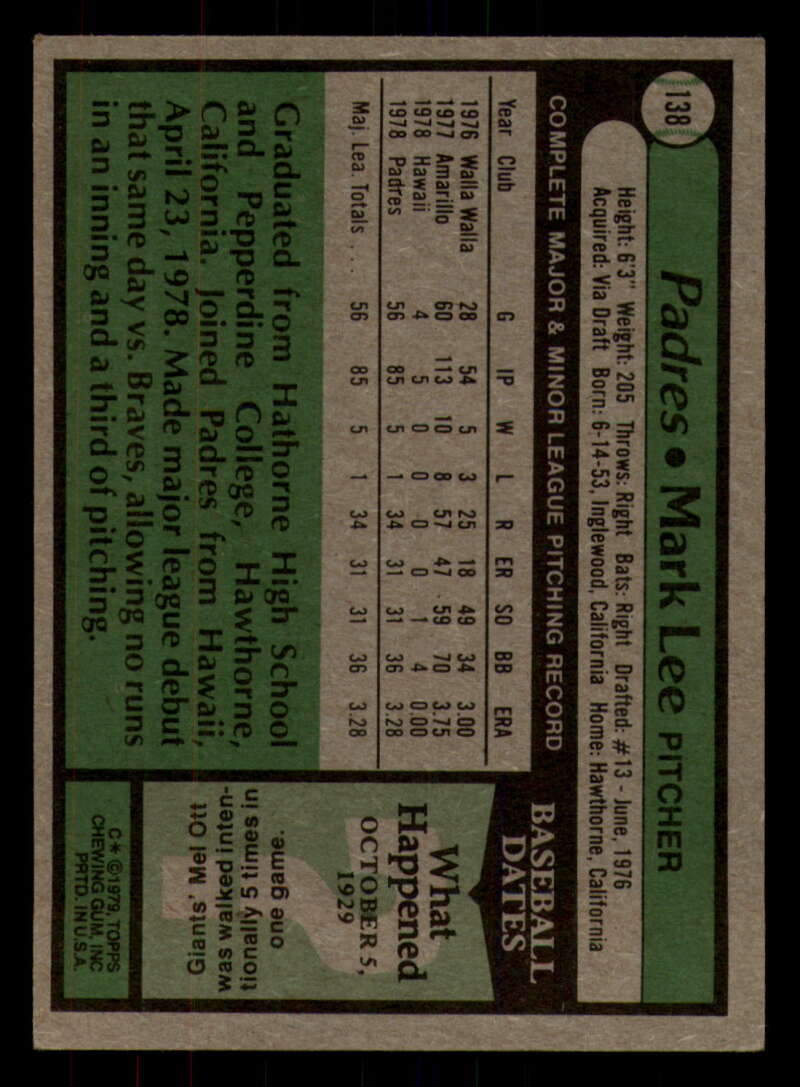 138
Padres • Mark Lee PITCHER
Height: 6'3" Weight: 205 Throws: Right Bats: Right Drafted: #13 - June, 1976
Acquired: Via Draft Born: 6-14-53, Inglewood, California Home: Hawthorne, California
COMPLETE MAJOR & MINOR LEAGUE PITCHING RECORD
Year Club G IP W L R ER SO BB ERA
1976 Walla Walla 28 54 5 3 25 18 49 34 3.00
1977 Amarillo 60 113 10 8 57 47 59 70 3.75
1978 Hawaii 4 5 0 0 0 0 1 4 0.00
1978 Padres 56 85 5 1 34 31 31 36 3.28
Maj. Lea. Totals . . . 56 85 5 1 34 31 31 36 3.28
Graduated from Hathorne High School
and Pepperdine College, Hawthorne,
California. Joined Padres from Hawaii,
April 23, 1978. Made major league debut
that same day vs. Braves, allowing no runs
in an inning and a third of pitching.
BASEBALL
DATES
What
Happened
OCTOBER 5,
1929
Giants' Mel Ott
was walked inten-
tionally 5 times in
one game.
C* ©1979, TOPPS
CHEWING GUM, INC
PRTD. IN U.S.A.